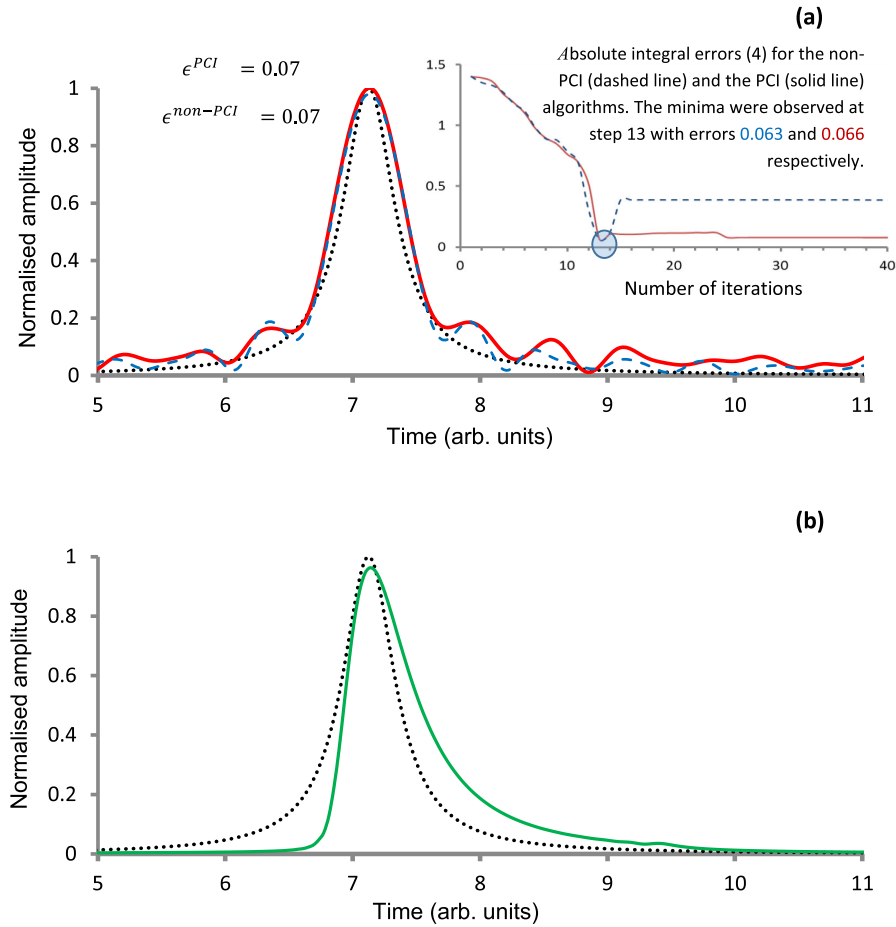 (a)
ϵ^PCI = 0.07
ϵ^non−PCI = 0.07
Absolute integral errors (4) for the non-
PCI (dashed line) and the PCI (solid line)
algorithms. The minima were observed at
step 13 with errors 0.063 and 0.066
respectively.
1.5
1
0.5
0
0 10 20 30 40
Number of iterations
Normalised amplitude
1
0.8
0.6
0.4
0.2
0
5 6 7 8 9 10 11
Time (arb. units)
(b)
Normalised amplitude
1
0.8
0.6
0.4
0.2
0
5 6 7 8 9 10 11
Time (arb. units)